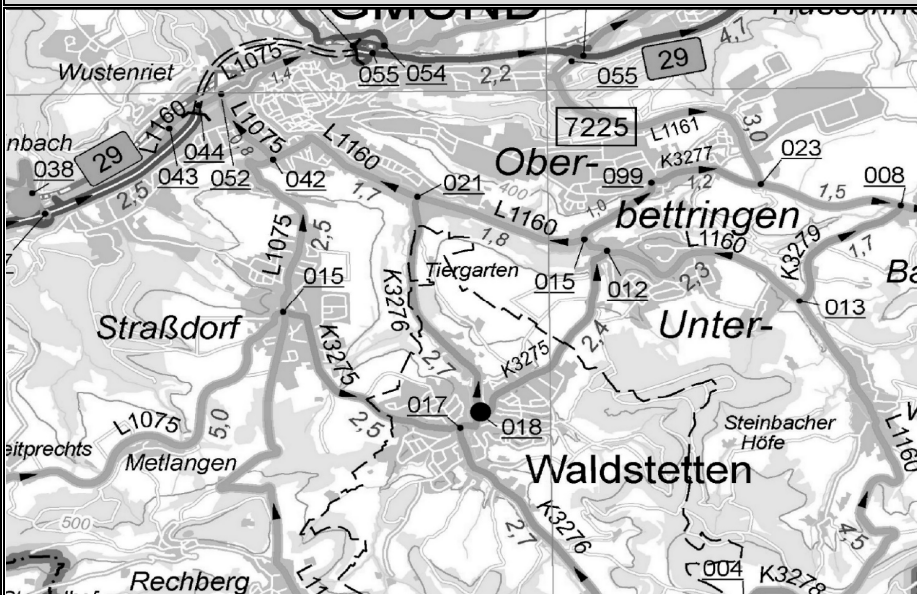 GMÜND
4,7
Wustenriet
L1075
1,4
055
054
2,2
055
29
L1160
7225
L1161
3,0
nbach
29
L1075
0,8
038
2,5
043
044
052
042
L1160
1,7
021
400
Ober-
099
K3277
1,2
023
1,5
008
1,0
bettringen
L1160
1,8
L1160
K3279
1,7
L1075
2,5
Tiergarten
015
012
2,3
013
Ba
015
K3276
Straßdorf
Unter-
K3275
2,7
K3275
2,4
2,5
017
018
L1075
5,0
Steinbacher
Höfe
eitprechts
Metlangen
Waldstetten
L1160
500
2,7
K3276
4,5
004
K3278
Rechberg